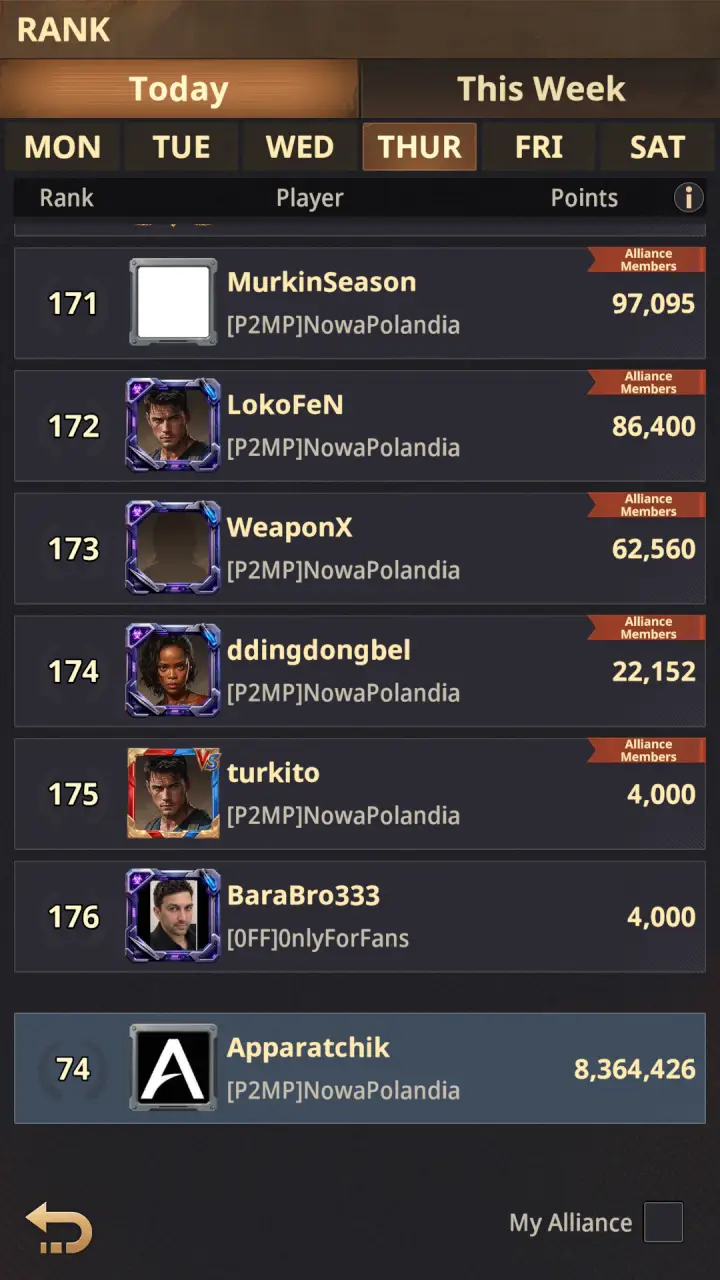 RANK
Today
This Week
MON
TUE
WED
THUR
FRI
SAT
Rank
Player
Points
i
171
MurkinSeason
[P2MP]NowaPolandia
Alliance
Members
97,095
172
LokoFeN
[P2MP]NowaPolandia
Alliance
Members
86,400
173
WeaponX
[P2MP]NowaPolandia
Alliance
Members
62,560
174
ddingdongbel
[P2MP]NowaPolandia
Alliance
Members
22,152
175
VS
turkito
[P2MP]NowaPolandia
Alliance
Members
4,000
176
BaraBro333
[0FF]0nlyForFans
4,000
74
A
Apparatchik
[P2MP]NowaPolandia
8,364,426
My Alliance